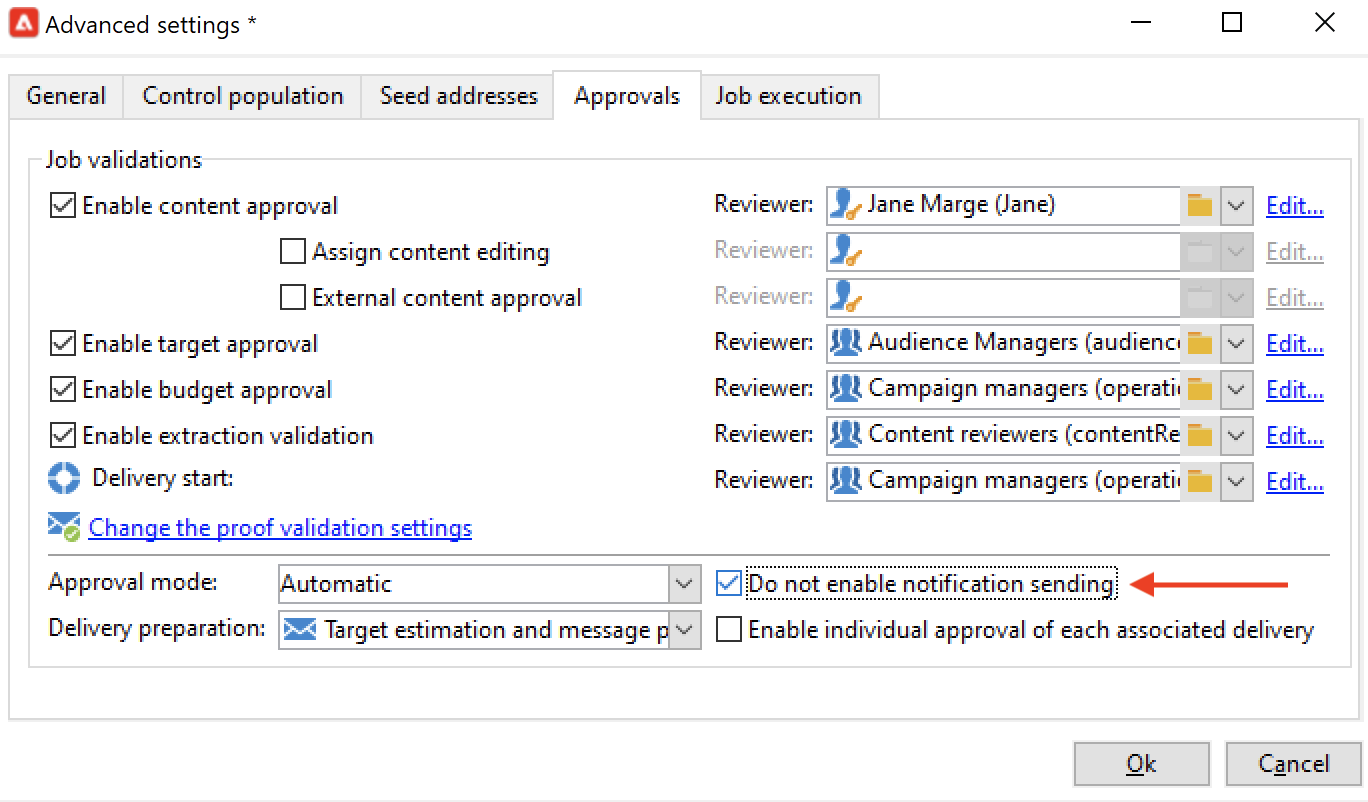 Advanced settings *
General Control population Seed addresses Approvals Job execution
Job validations
Enable content approval Reviewer: Jane Marge (Jane) Edit...
Assign content editing Reviewer: Edit...
External content approval Reviewer: Edit...
Enable target approval Reviewer: Audience Managers (audienc Edit...
Enable budget approval Reviewer: Campaign managers (operati Edit...
Enable extraction validation Reviewer: Content reviewers (contentRe Edit...
Delivery start: Reviewer: Campaign managers (operati Edit...
Change the proof validation settings
Approval mode: Automatic Do not enable notification sending
Delivery preparation: Target estimation and message p Enable individual approval of each associated delivery
Ok Cancel